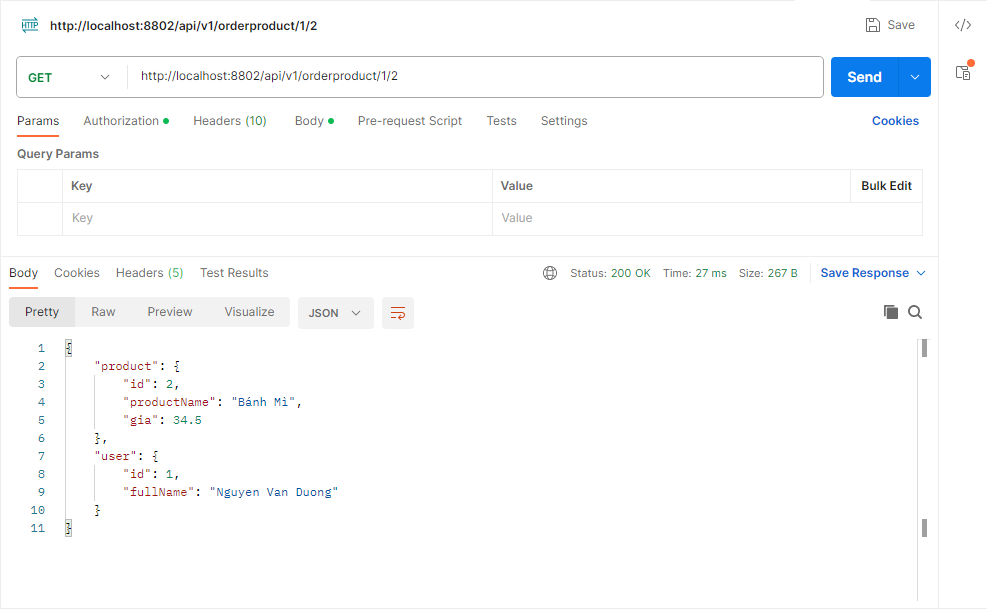 HTTP http://localhost:8802/api/v1/orderproduct/1/2 Save
GET http://localhost:8802/api/v1/orderproduct/1/2 Send
Params Authorization Headers (10) Body Pre-request Script Tests Settings Cookies
Query Params
Key Value Bulk Edit
Key Value
Body Cookies Headers (5) Test Results Status: 200 OK Time: 27 ms Size: 267 B Save Response
Pretty Raw Preview Visualize JSON
1 {
2 "product": {
3 "id": 2,
4 "productName": "Bánh Mì",
5 "gia": 34.5
6 },
7 "user": {
8 "id": 1,
9 "fullName": "Nguyen Van Duong"
10 }
11 }